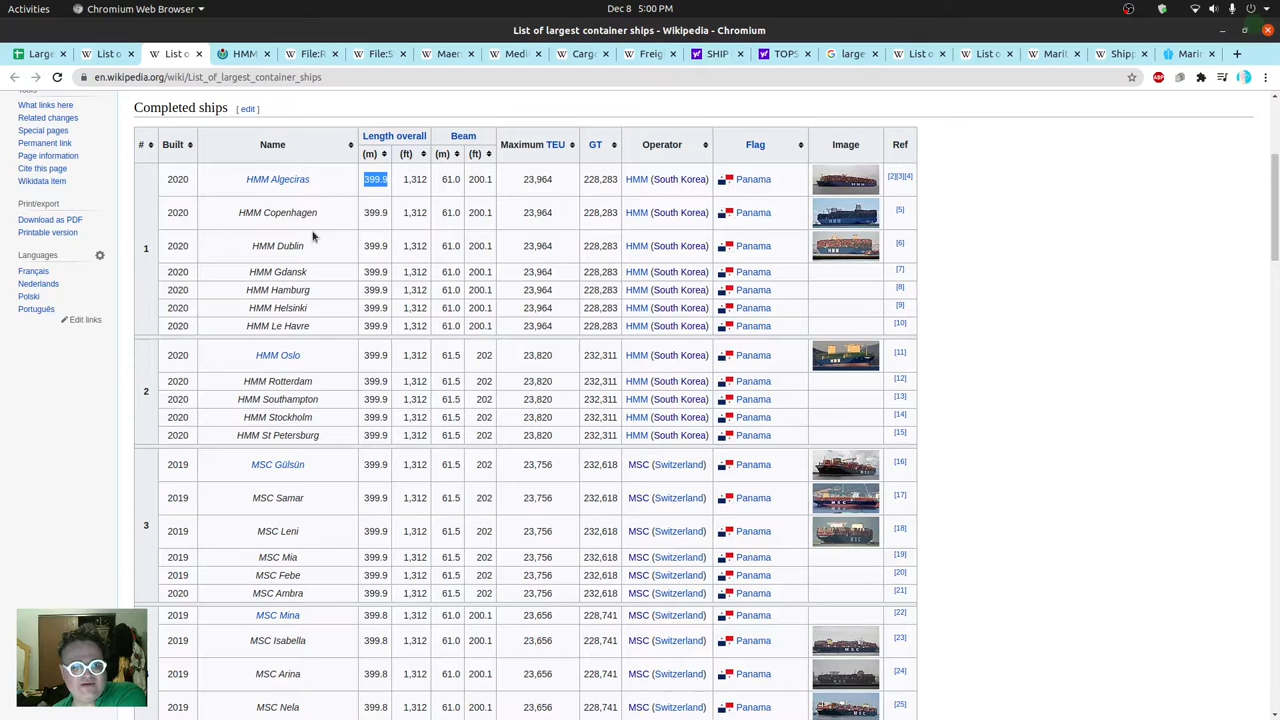 Activities Chromium Web Browser Dec 8 5:00 PM
List of largest container ships - Wikipedia - Chromium
Large List o List o HMM File:R File:S Maers Medi Cargo Freig SHIP TOPS large List o List o Marit Shipp Marin
en.wikipedia.org/wiki/List_of_largest_container_ships ABP
Tools
What links here
Related changes
Special pages
Permanent link
Page information
Cite this page
Wikidata item
Print/export
Download as PDF
Printable version
Languages
Français
Nederlands
Polski
Português
Edit links
Completed ships [ edit ]
# Built Name Length overall Beam Maximum TEU GT Operator Flag Image Ref
(m) (ft) (m) (ft)
1
2020 HMM Algeciras 399.9 1,312 61.0 200.1 23,964 228,283 HMM (South Korea) Panama [2][3][4]
2020 HMM Copenhagen 399.9 1,312 61.0 200.1 23,964 228,283 HMM (South Korea) Panama [5]
2020 HMM Dublin 399.9 1,312 61.0 200.1 23,964 228,283 HMM (South Korea) Panama [6]
2020 HMM Gdansk 399.9 1,312 61.0 200.1 23,964 228,283 HMM (South Korea) Panama [7]
2020 HMM Hamburg 399.9 1,312 61.0 200.1 23,964 228,283 HMM (South Korea) Panama [8]
2020 HMM Helsinki 399.9 1,312 61.0 200.1 23,964 228,283 HMM (South Korea) Panama [9]
2020 HMM Le Havre 399.9 1,312 61.0 200.1 23,964 228,283 HMM (South Korea) Panama [10]
2
2020 HMM Oslo 399.9 1,312 61.5 202 23,820 232,311 HMM (South Korea) Panama [11]
2020 HMM Rotterdam 399.9 1,312 61.5 202 23,820 232,311 HMM (South Korea) Panama [12]
2020 HMM Southampton 399.9 1,312 61.5 202 23,820 232,311 HMM (South Korea) Panama [13]
2020 HMM Stockholm 399.9 1,312 61.5 202 23,820 232,311 HMM (South Korea) Panama [14]
2020 HMM St Petersburg 399.9 1,312 61.5 202 23,820 232,311 HMM (South Korea) Panama [15]
3
2019 MSC Gülsün 399.9 1,312 61.5 202 23,756 232,618 MSC (Switzerland) Panama [16]
2019 MSC Samar 399.9 1,312 61.5 202 23,756 232,618 MSC (Switzerland) Panama [17]
2019 MSC Leni 399.9 1,312 61.5 202 23,756 232,618 MSC (Switzerland) Panama [18]
2019 MSC Mia 399.9 1,312 61.5 202 23,756 232,618 MSC (Switzerland) Panama [19]
2019 MSC Febe 399.9 1,312 61.5 202 23,756 232,618 MSC (Switzerland) Panama [20]
2020 MSC Ambra 399.9 1,312 61.5 202 23,756 232,618 MSC (Switzerland) Panama [21]
2019 MSC Mina 399.8 1,312 61.0 200.1 23,656 228,741 MSC (Switzerland) Panama [22]
2019 MSC Isabella 399.8 1,312 61.0 200.1 23,656 228,741 MSC (Switzerland) Panama [23]
2019 MSC Arina 399.8 1,312 61.0 200.1 23,656 228,741 MSC (Switzerland) Panama [24]
2019 MSC Nela 399.8 1,312 61.0 200.1 23,656 228,741 MSC (Switzerland) Panama [25]